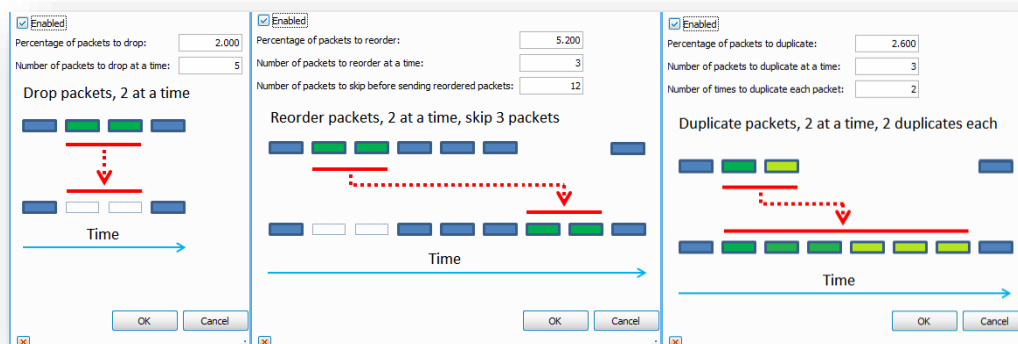 Enabled
Percentage of packets to drop: 2.000
Number of packets to drop at a time: 5
Drop packets, 2 at a time
Time
OK Cancel
Enabled
Percentage of packets to reorder: 5.200
Number of packets to reorder at a time: 3
Number of packets to skip before sending reordered packets: 12
Reorder packets, 2 at a time, skip 3 packets
Time
OK Cancel
Enabled
Percentage of packets to duplicate: 2.600
Number of packets to duplicate at a time: 3
Number of times to duplicate each packet: 2
Duplicate packets, 2 at a time, 2 duplicates each
Time
OK Cancel